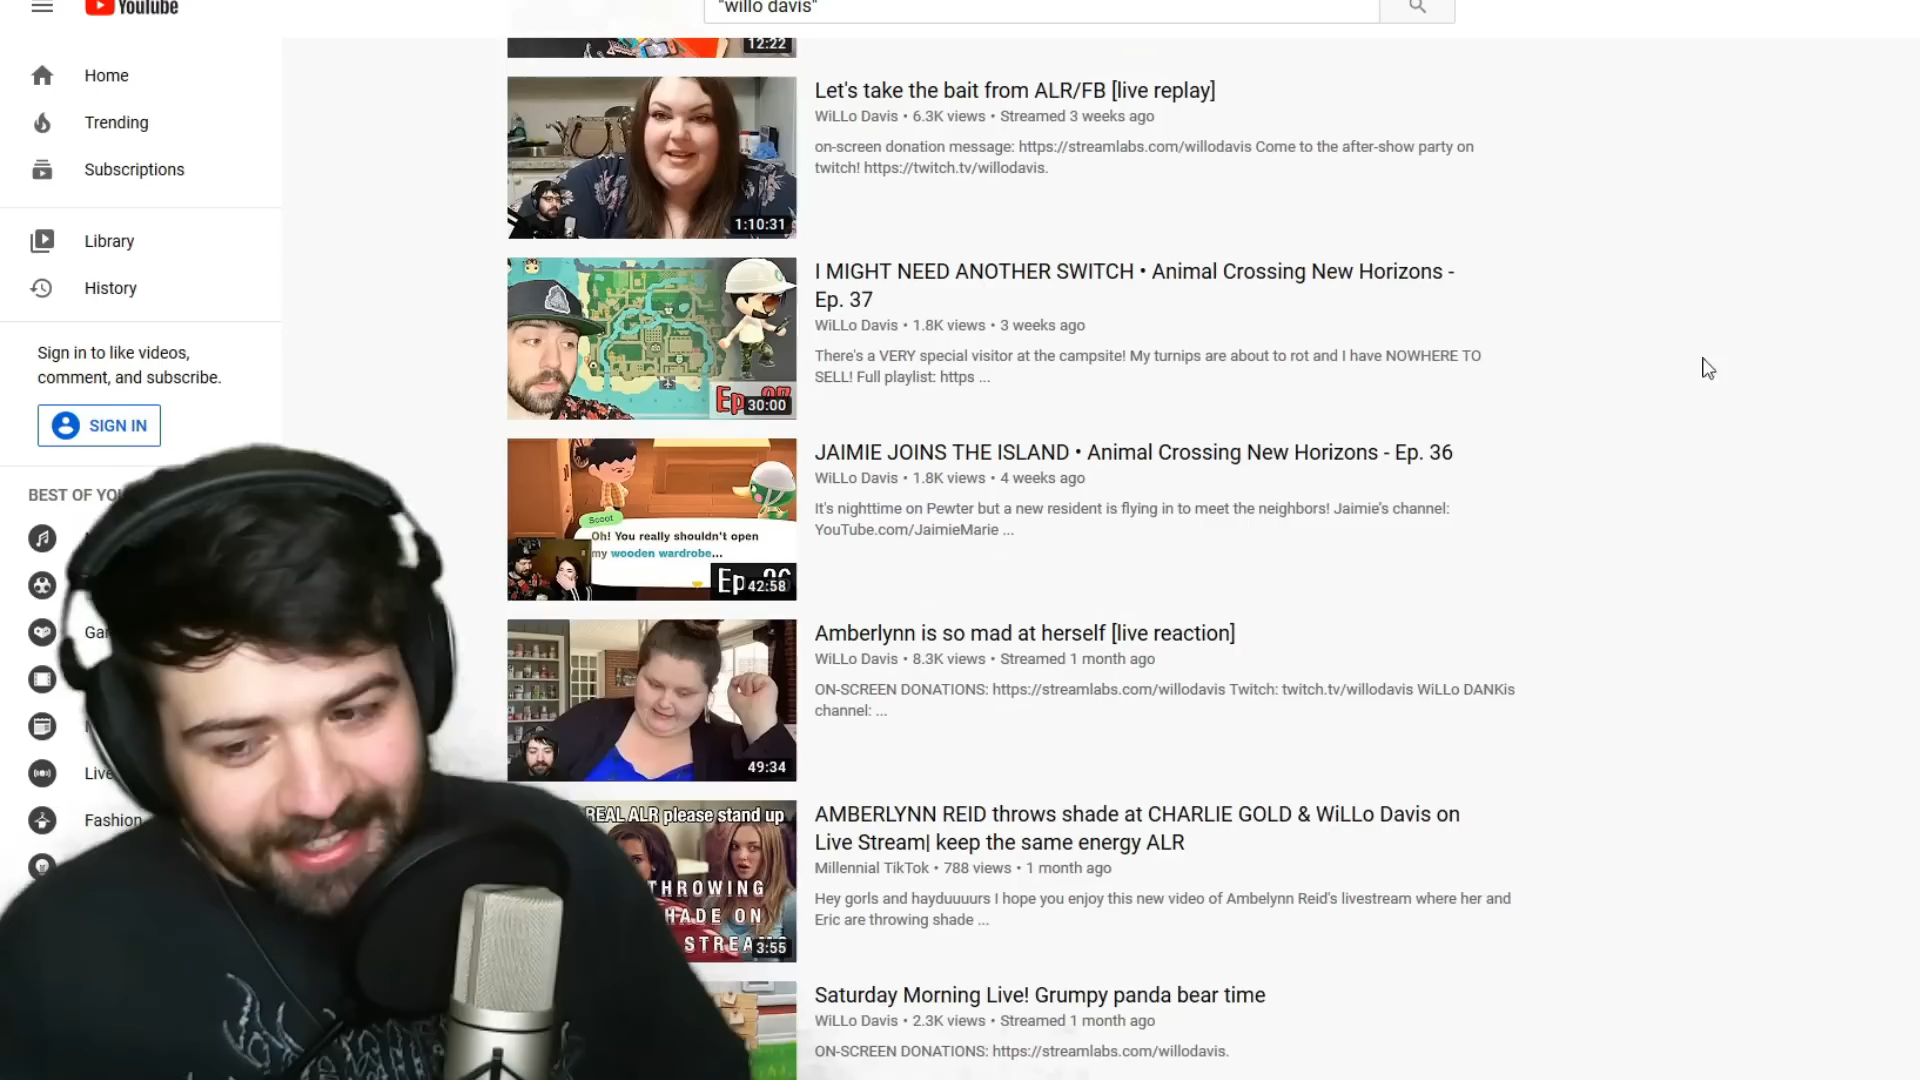 YouTube
"willo davis"
12:22
Home
Trending
Subscriptions
Library
History
Sign in to like videos,
comment, and subscribe.
SIGN IN
BEST OF YOU
Live
Fashion
Let's take the bait from ALR/FB [live replay]
WiLLo Davis • 6.3K views • Streamed 3 weeks ago
on-screen donation message: https://streamlabs.com/willodavis Come to the after-show party on
twitch! https://twitch.tv/willodavis.
1:10:31
I MIGHT NEED ANOTHER SWITCH • Animal Crossing New Horizons -
Ep. 37
WiLLo Davis • 1.8K views • 3 weeks ago
There's a VERY special visitor at the campsite! My turnips are about to rot and I have NOWHERE TO
SELL! Full playlist: https ...
30:00
JAIMIE JOINS THE ISLAND • Animal Crossing New Horizons - Ep. 36
WiLLo Davis • 1.8K views • 4 weeks ago
It's nighttime on Pewter but a new resident is flying in to meet the neighbors! Jaimie's channel:
YouTube.com/JaimieMarie ...
Scoot
Oh! You really shouldn't open
my wooden wardrobe...
42:58
Amberlynn is so mad at herself [live reaction]
WiLLo Davis • 8.3K views • Streamed 1 month ago
ON-SCREEN DONATIONS: https://streamlabs.com/willodavis Twitch: twitch.tv/willodavis WiLLo DANKis
channel: ...
49:34
AMBERLYNN REID throws shade at CHARLIE GOLD & WiLLo Davis on
Live Stream| keep the same energy ALR
Millennial TikTok • 788 views • 1 month ago
Hey gorls and hayduuuurs I hope you enjoy this new video of Ambelynn Reid's livestream where her and
Eric are throwing shade ...
REAL ALR please stand up
THROWING
HADE ON
STREA
3:55
Saturday Morning Live! Grumpy panda bear time
WiLLo Davis • 2.3K views • Streamed 1 month ago
ON-SCREEN DONATIONS: https://streamlabs.com/willodavis.